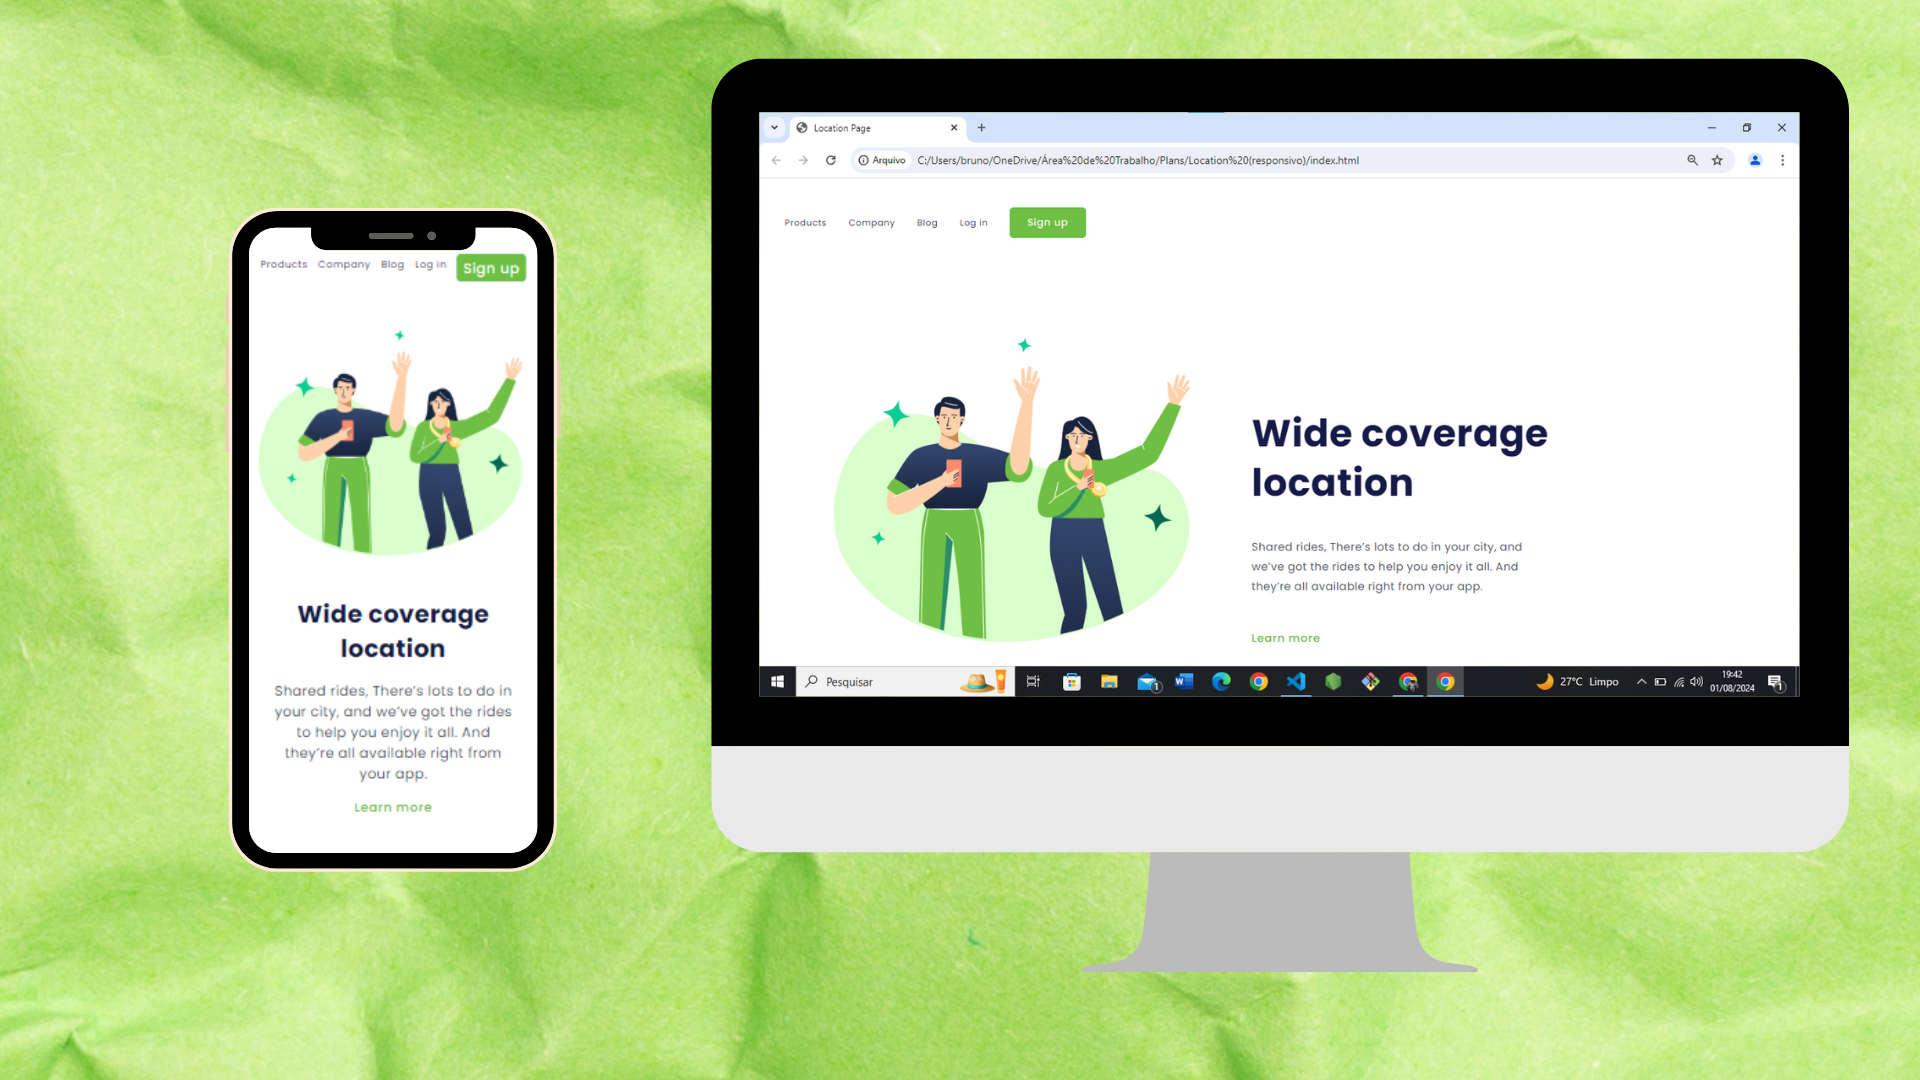 Products Company Blog Log in Sign up
Wide coverage
location
Shared rides, There's lots to do in
your city, and we've got the rides
to help you enjoy it all. And
they're all available right from
your app.
Learn more
Location Page
Arquivo C:/Users/bruno/OneDrive/Área%20de%20Trabalho/Plans/Location%20(responsivo)/index.html
Products Company Blog Log in Sign up
Wide coverage
location
Shared rides, There's lots to do in your city, and
we've got the rides to help you enjoy it all. And
they're all available right from your app.
Learn more
Pesquisar
W
1
27°C Limpo
19:42
01/08/2024
1